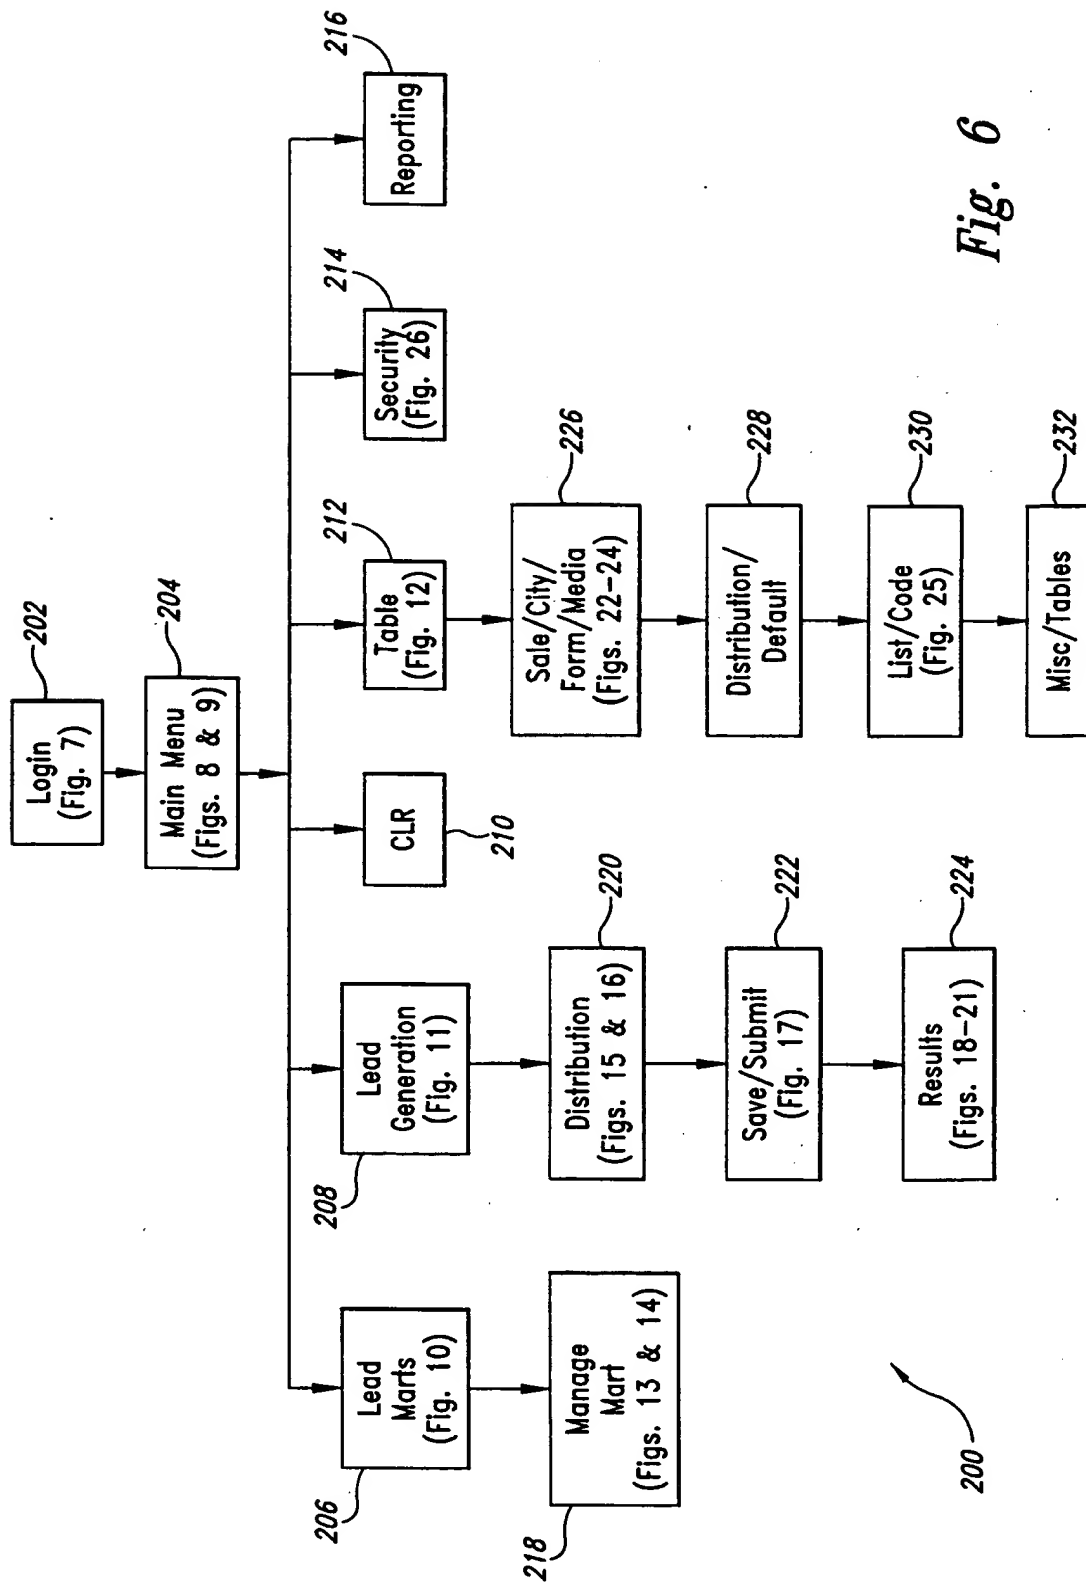 202
Login
(Fig. 7)
204
Main Menu
(Figs. 8 & 9)
206
Lead
Marts
(Fig. 10)
208
Lead
Generation
(Fig. 11)
CLR
210
212
Table
(Fig. 12)
214
Security
(Fig. 26)
216
Reporting
218
Manage
Mart
(Figs. 13 & 14)
220
Distribution
(Figs. 15 & 16)
222
Save/Submit
(Fig. 17)
224
Results
(Figs. 18-21)
226
Sale/City/
Form/Media
(Figs. 22-24)
228
Distribution/
Default
230
List/Code
(Fig. 25)
232
Misc/Tables
200
Fig. 6